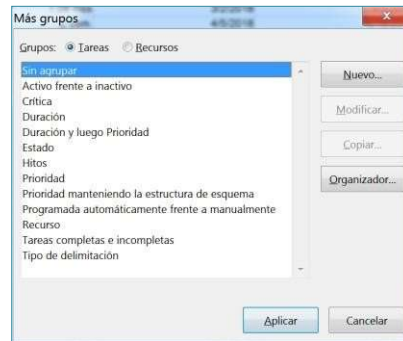 Más grupos
Grupos: Tareas Recursos
Sin agrupar
Activo frente a inactivo
Crítica
Duración
Duración y luego Prioridad
Estado
Hitos
Prioridad
Prioridad manteniendo la estructura de esquema
Programada automáticamente frente a manualmente
Recurso
Tareas completas e incompletas
Tipo de delimitación
Nuevo...
Modificar...
Copiar...
Organizador...
Aplicar
Cancelar